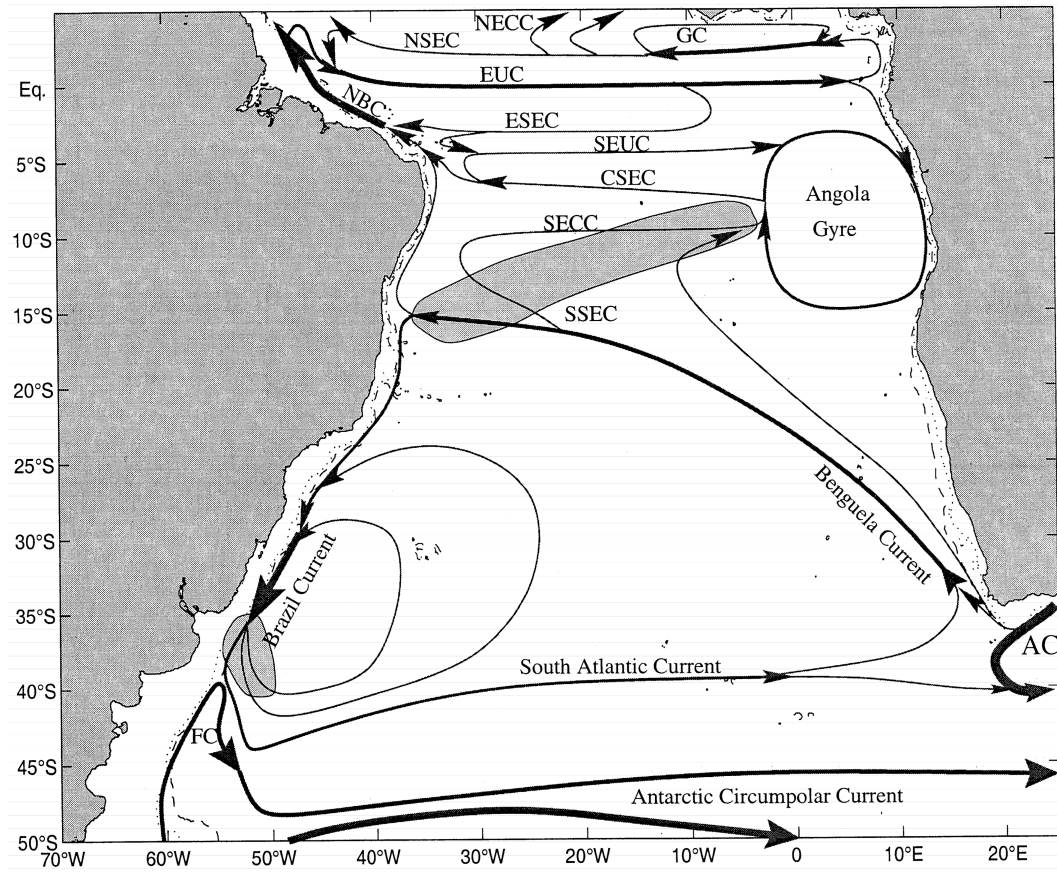 NECC
NSEC
GC
EUC
Eq.
NBC
ESEC
SEUC
5°S
CSEC
Angola
Gyre
SECC
10°S
SSEC
15°S
20°S
25°S
Benguela Current
30°S
Brazil Current
35°S
AC
South Atlantic Current
40°S
FC
45°S
Antarctic Circumpolar Current
50°S
70°W 60°W 50°W 40°W 30°W 20°W 10°W 0 10°E 20°E